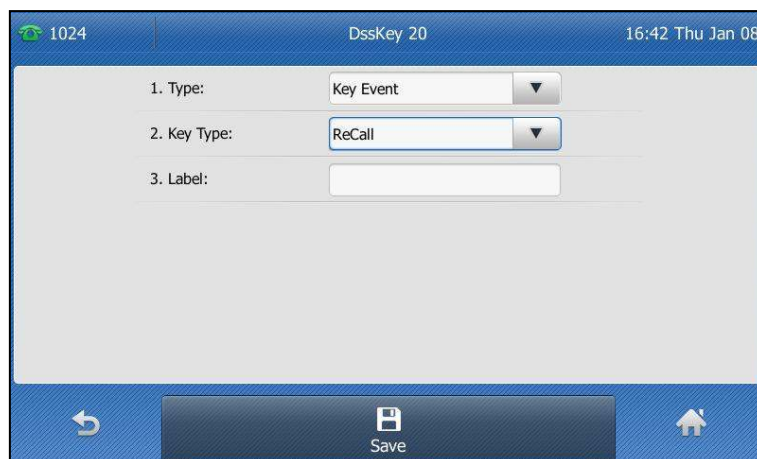 1024 DssKey 20 16:42 Thu Jan 08
1. Type: Key Event
2. Key Type: ReCall
3. Label:
Save